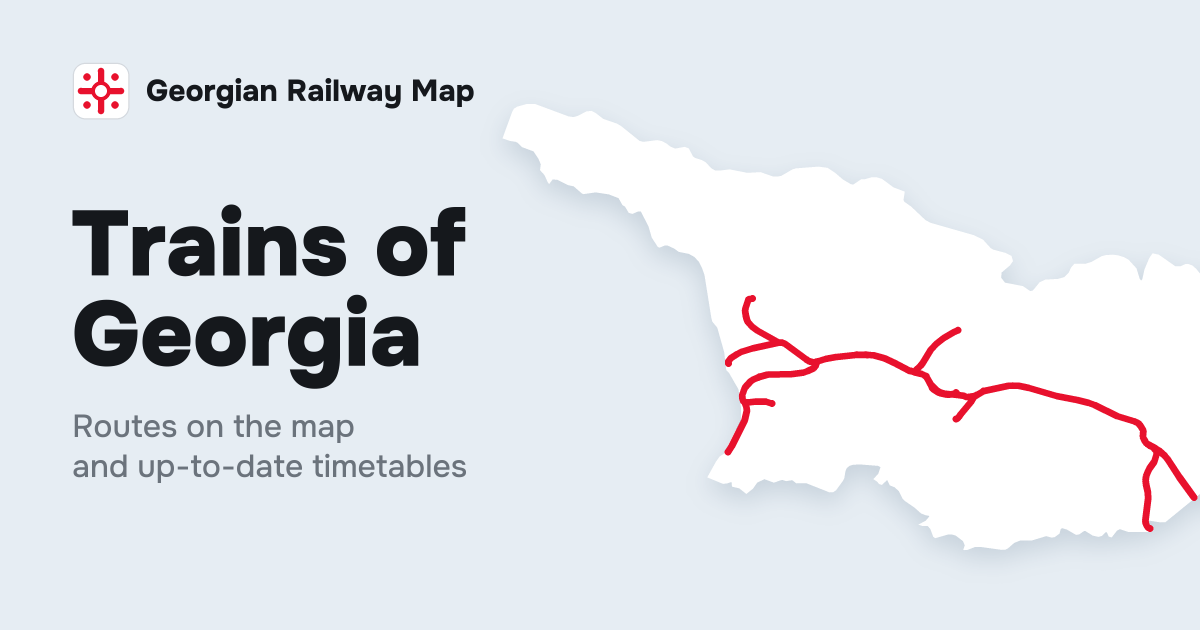 Georgian Railway Map
Trains of
Georgia
Routes on the map
and up-to-date timetables